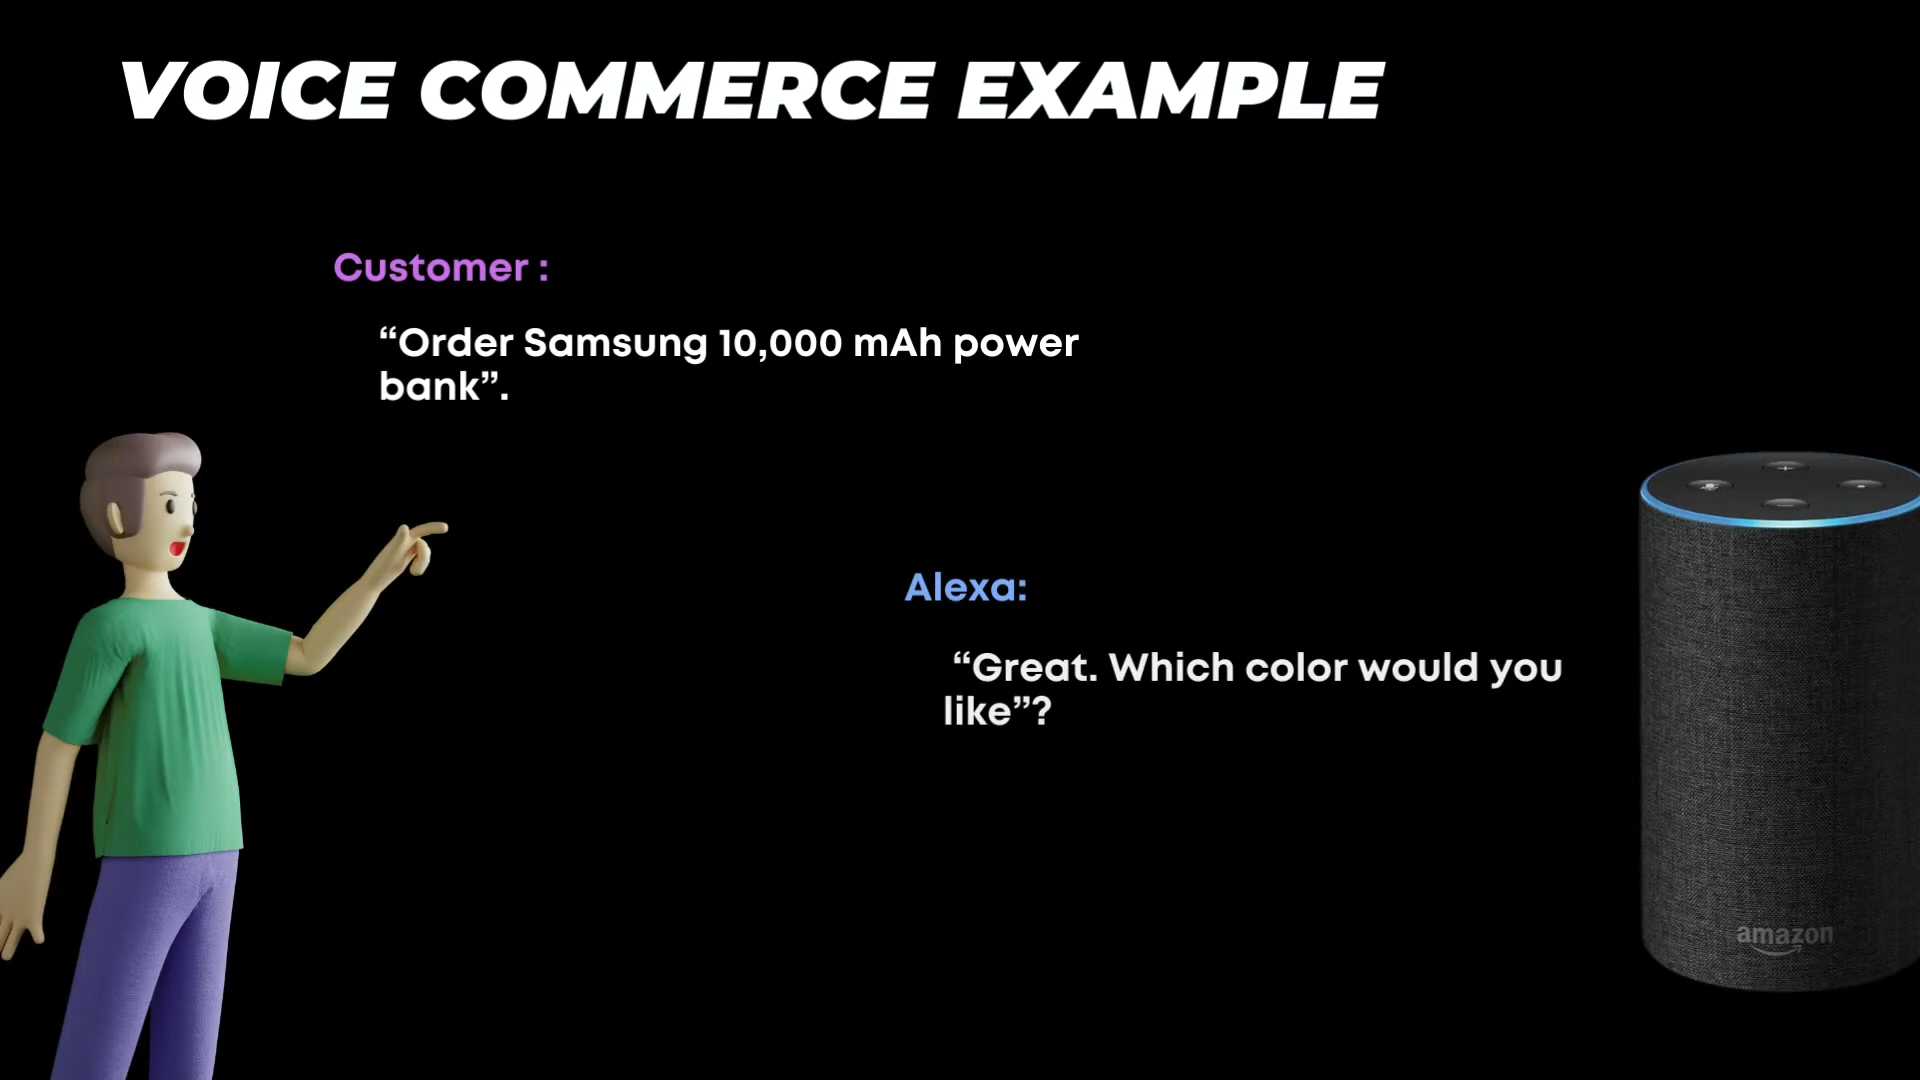 VOICE COMMERCE EXAMPLE
Customer :
“Order Samsung 10,000 mAh power
bank”.
Alexa:
“Great. Which color would you
like”?
amazon